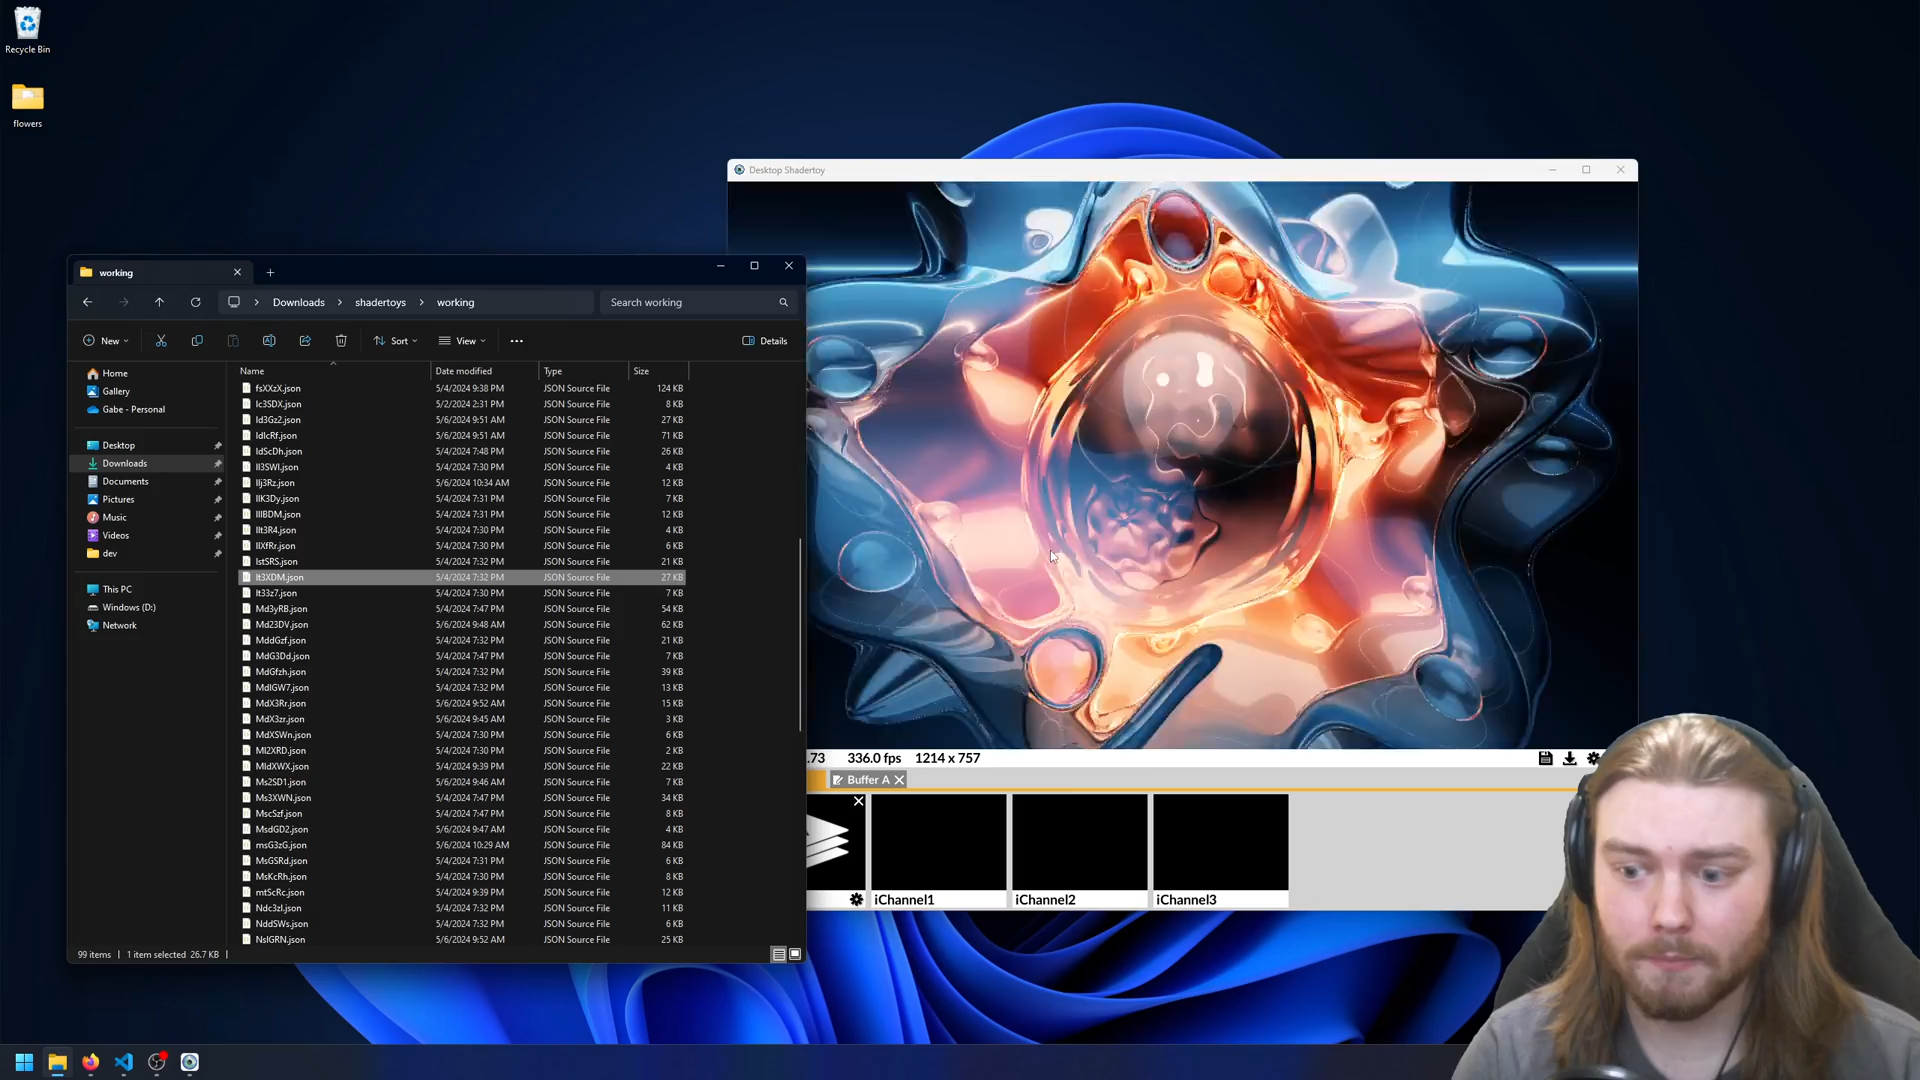 Recycle Bin
flowers
Desktop Shadertoy
working
Downloads > shadertoys > working
Search working
New
Sort
View
Details
Name Date modified Type Size
fsXXzX.json 5/4/2024 9:38 PM JSON Source File 124 KB
lc3SDX.json 5/2/2024 2:31 PM JSON Source File 8 KB
ld3Gz2.json 5/6/2024 9:51 AM JSON Source File 27 KB
ldlcRf.json 5/6/2024 9:51 AM JSON Source File 71 KB
ldScDh.json 5/4/2024 7:48 PM JSON Source File 26 KB
ll3SWl.json 5/4/2024 7:30 PM JSON Source File 4 KB
llj3Rz.json 5/6/2024 10:34 AM JSON Source File 12 KB
llK3Dy.json 5/4/2024 7:31 PM JSON Source File 7 KB
lllBDM.json 5/4/2024 7:31 PM JSON Source File 12 KB
llt3R4.json 5/4/2024 7:30 PM JSON Source File 4 KB
llXfRr.json 5/4/2024 7:30 PM JSON Source File 6 KB
lstSRS.json 5/4/2024 7:32 PM JSON Source File 21 KB
lt3XDM.json 5/4/2024 7:32 PM JSON Source File 27 KB
lt33z7.json 5/4/2024 7:30 PM JSON Source File 7 KB
Md3yRB.json 5/4/2024 7:47 PM JSON Source File 54 KB
Md23DV.json 5/6/2024 9:48 AM JSON Source File 62 KB
MddGzf.json 5/4/2024 7:32 PM JSON Source File 21 KB
MdG3Dd.json 5/4/2024 7:47 PM JSON Source File 7 KB
MdGfzh.json 5/4/2024 7:32 PM JSON Source File 39 KB
MdlGW7.json 5/4/2024 7:32 PM JSON Source File 13 KB
MdX3Rr.json 5/6/2024 9:52 AM JSON Source File 15 KB
MdX3zr.json 5/6/2024 9:45 AM JSON Source File 3 KB
MdXSWn.json 5/4/2024 7:30 PM JSON Source File 6 KB
Ml2XRD.json 5/4/2024 7:30 PM JSON Source File 2 KB
MldXWX.json 5/4/2024 9:39 PM JSON Source File 22 KB
Ms2SD1.json 5/6/2024 9:46 AM JSON Source File 7 KB
Ms3XWN.json 5/4/2024 7:47 PM JSON Source File 34 KB
MscSzf.json 5/4/2024 7:47 PM JSON Source File 8 KB
MsdGD2.json 5/6/2024 9:47 AM JSON Source File 4 KB
msG3zG.json 5/6/2024 10:29 AM JSON Source File 84 KB
MsGSRd.json 5/4/2024 7:31 PM JSON Source File 6 KB
MsKcRh.json 5/4/2024 7:30 PM JSON Source File 8 KB
mtScRc.json 5/4/2024 9:39 PM JSON Source File 12 KB
Ndc3zl.json 5/4/2024 7:32 PM JSON Source File 11 KB
NddSWs.json 5/4/2024 7:32 PM JSON Source File 6 KB
NslGRN.json 5/6/2024 9:52 AM JSON Source File 25 KB
Home
Gallery
Gabe - Personal
Desktop
Downloads
Documents
Pictures
Music
Videos
dev
This PC
Windows (D:)
Network
99 items
1 item selected 26.7 KB
.73 336.0 fps 1214 x 757
Buffer A
iChannel1
iChannel2
iChannel3